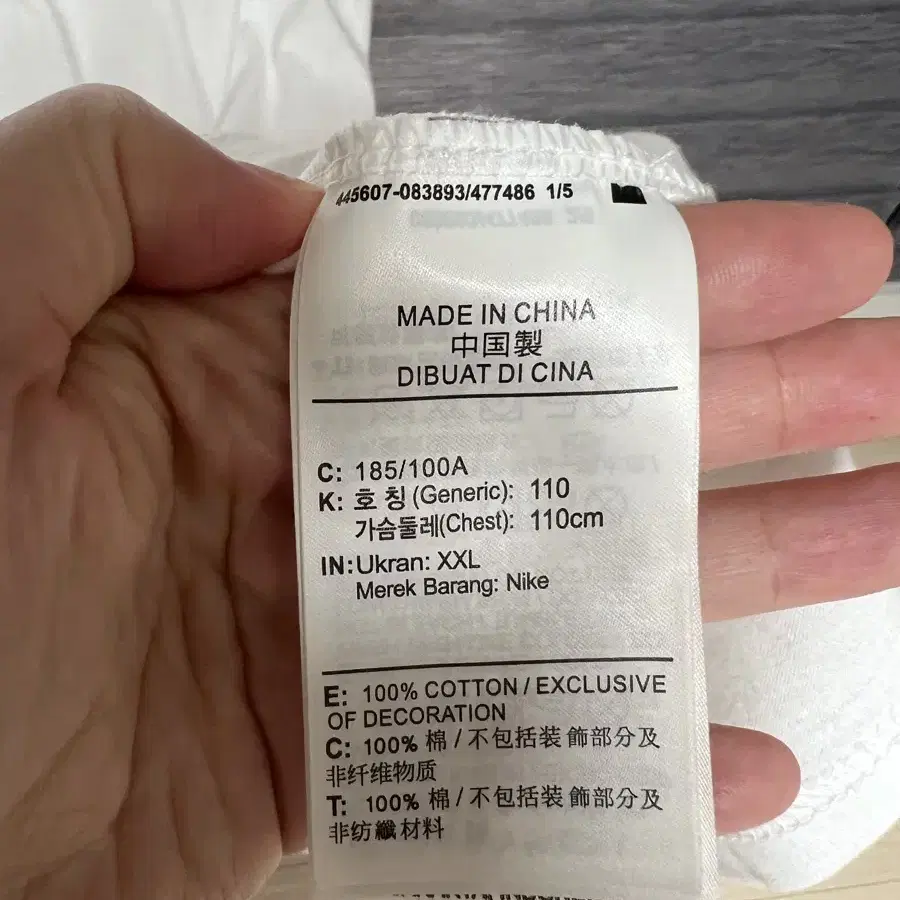 445607-083893/477486 1/5
MADE IN CHINA
中国製
DIBUAT DI CINA
C: 185/100A
K: 호 칭 (Generic): 110
가슴둘레(Chest): 110cm
IN:Ukran: XXL
Merek Barang: Nike
E: 100% COTTON / EXCLUSIVE
OF DECORATION
C: 100% 棉 / 不包括装 飾部分及
非纤维物质
T: 100% 棉 / 不包括装 飾部分及
非纺纖材料